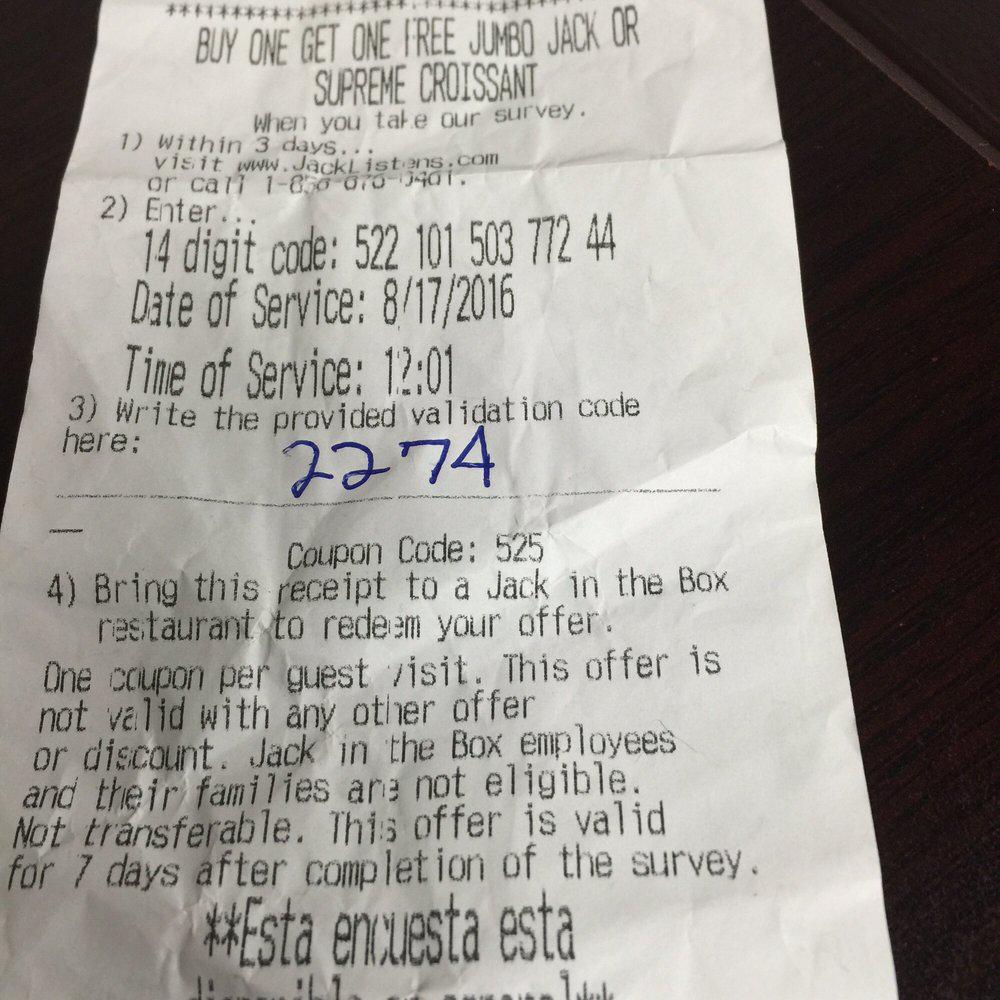 ********************************
BUY ONE GET ONE FREE JUMBO JACK OR
SUPREME CROISSANT
When you take our survey.
1) Within 3 days...
visit www.JackListens.com
or call
2) Enter...
14 digit code: 522 101 503 772 44
Date of Service: 8/17/2016
Time of Service: 12:01
3) Write the provided validation code
here:
2274
Coupon Code: 525
4) Bring this receipt to a Jack in the Box
restaurant to redeem your offer.
One coupon per guest visit. This offer is
not valid with any other offer
or discount. Jack in the Box employees
and their families are not eligible.
Not transferable. This offer is valid
for 7 days after completion of the survey.
**Esta encuesta esta